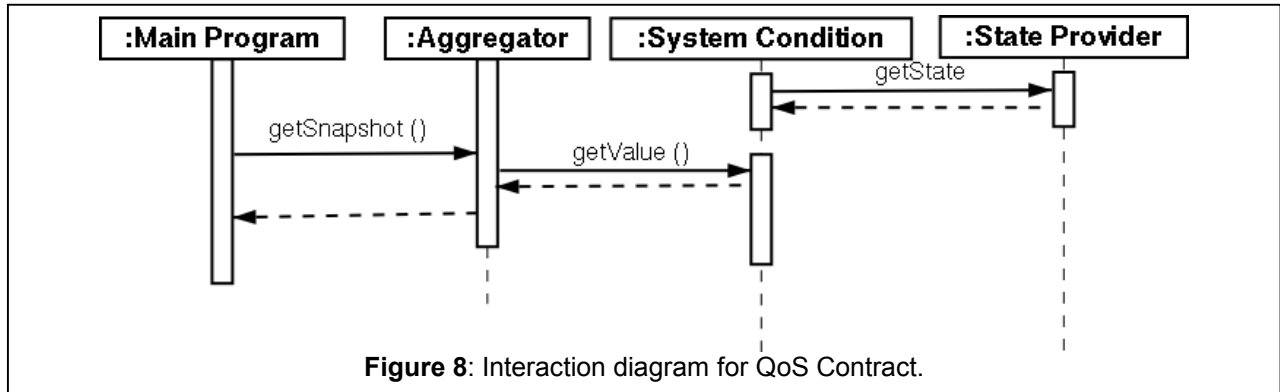 :Main Program :Aggregator :System Condition :State Provider
getState
getSnapshot ()
getValue ()
Figure 8: Interaction diagram for QoS Contract.